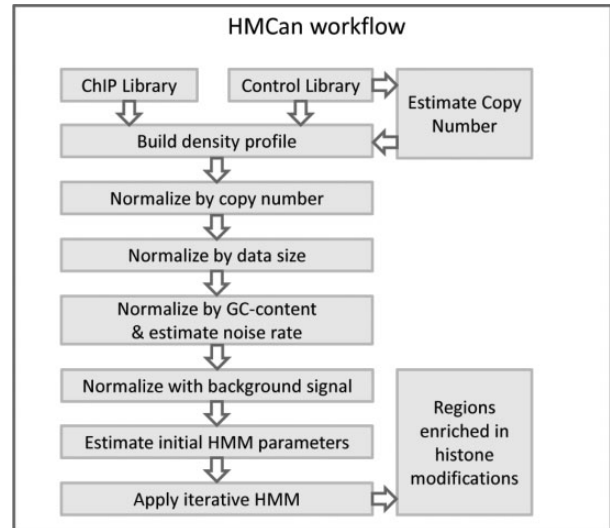 HMCan workflow
ChIP Library
Control Library
Estimate Copy
Number
Build density profile
Normalize by copy number
Normalize by data size
Normalize by GC-content
& estimate noise rate
Normalize with background signal
Estimate initial HMM parameters
Apply iterative HMM
Regions
enriched in
histone
modifications